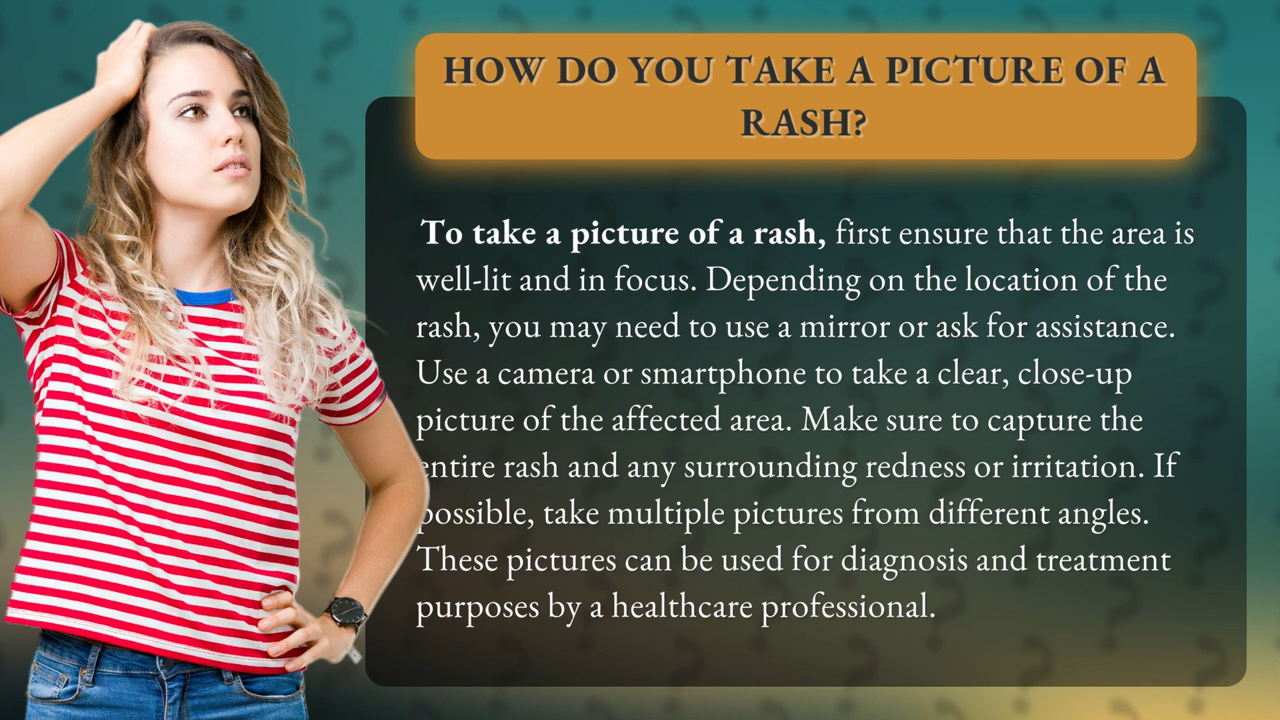 HOW DO YOU TAKE A PICTURE OF A
RASH?
To take a picture of a rash, first ensure that the area is
well-lit and in focus. Depending on the location of the
rash, you may need to use a mirror or ask for assistance.
Use a camera or smartphone to take a clear, close-up
picture of the affected area. Make sure to capture the
entire rash and any surrounding redness or irritation. If
possible, take multiple pictures from different angles.
These pictures can be used for diagnosis and treatment
purposes by a healthcare professional.